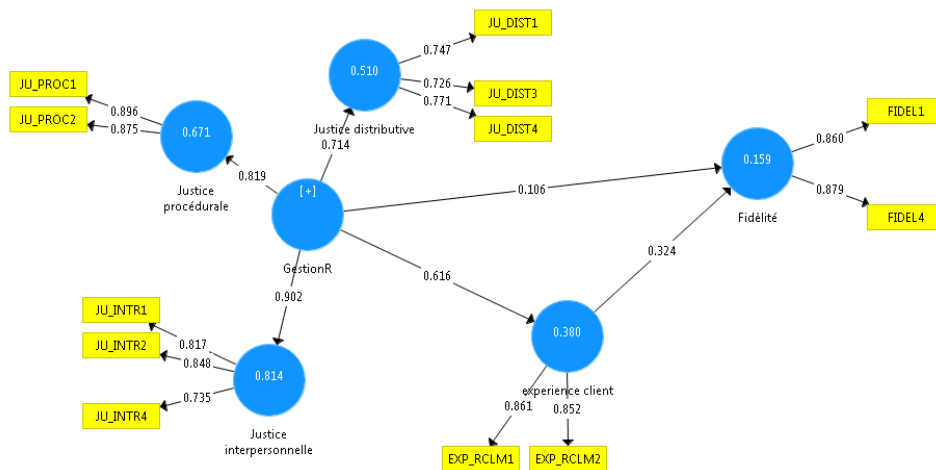 JU_DIST1
0.747
0.510
0.726
JU_DIST3
0.771
JU_DIST4
Justice distributive
0.714
JU_PROC1
0.896
JU_PROC2
0.875
0.671
Justice
procédurale
0.819
[+]
GestionR
0.106
FIDEL1
0.860
0.159
0.879
FIDEL4
Fidèlité
0.324
0.616
0.902
JU_INTR1
0.817
JU_INTR2
0.848
0.735
JU_INTR4
0.814
Justice
interpersonnelle
0.380
experience client
0.861
0.852
EXP_RCLM1
EXP_RCLM2